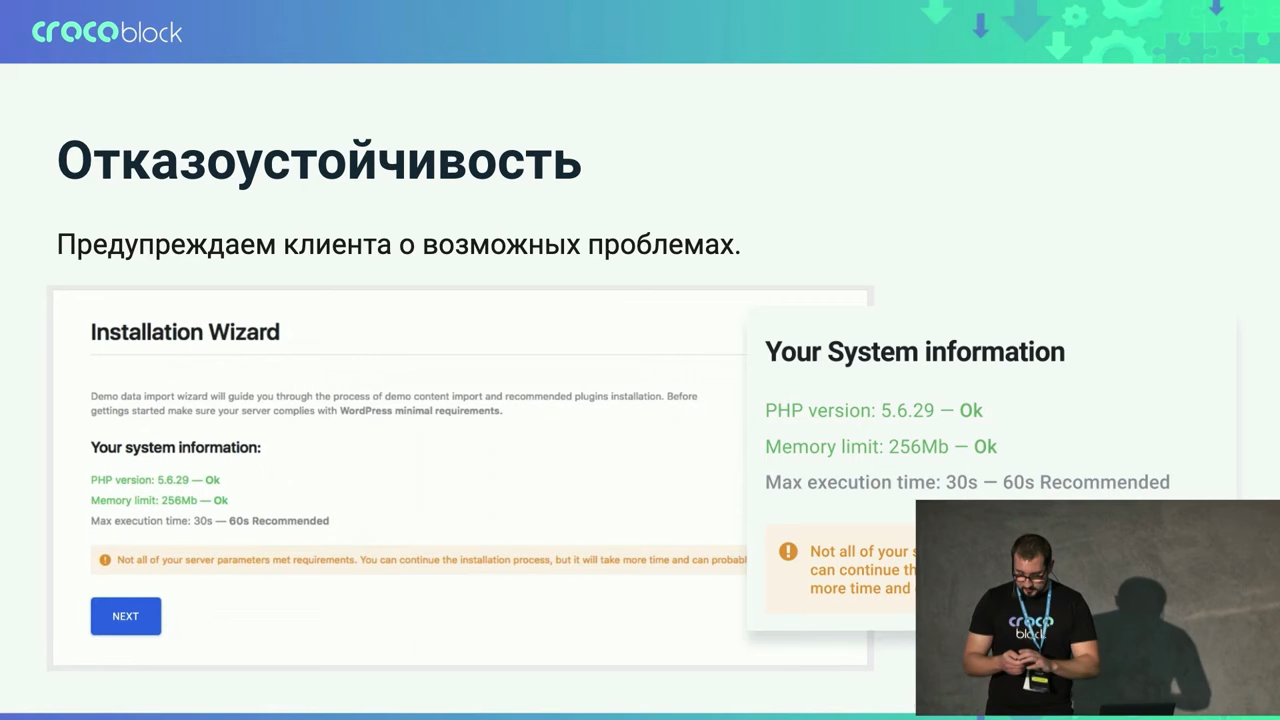 crocoblock
Отказоустойчивость
Предупреждаем клиента о возможных проблемах.
Installation Wizard
Demo data import wizard will guide you through the process of demo content import and recommended plugins installation. Before
gettings started make sure your server complies with WordPress minimal requirements.
Your system information:
PHP version: 5.6.29 — Ok
Memory limit: 256Mb — Ok
Max execution time: 30s — 60s Recommended
Not all of your server parameters met requirements. You can continue the installation process, but it will take more time and can
NEXT
Your System information
PHP version: 5.6.29 — Ok
Memory limit: 256Mb — Ok
Max execution time: 30s — 60s Recommended
Not all of your
can continue
more time and
croco
block